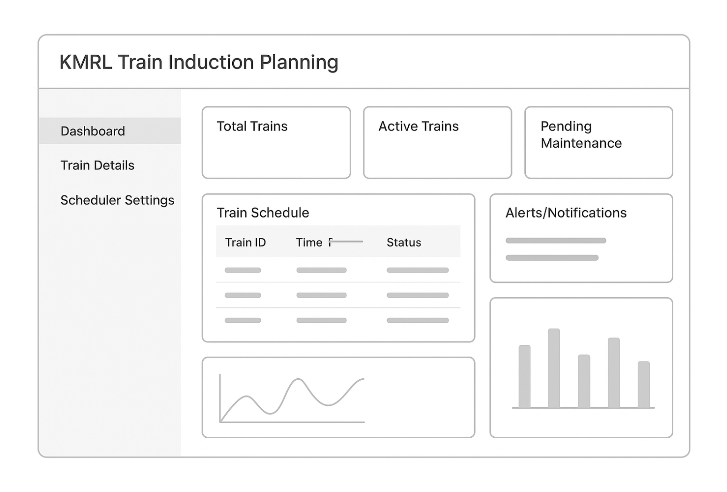 KMRL Train Induction Planning
Dashboard
Train Details
Scheduler Settings
Total Trains
Active Trains
Pending
Maintenance
Train Schedule
Train ID Time Status
Alerts/Notifications